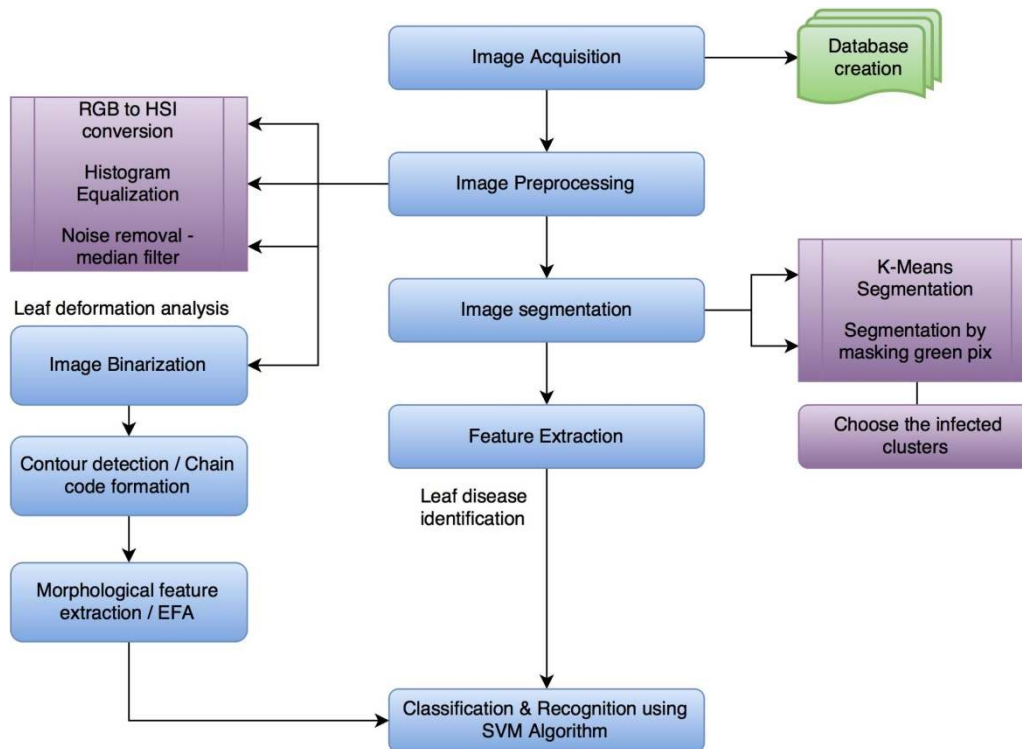 Image Acquisition
Database
creation
RGB to HSI
conversion
Histogram
Equalization
Noise removal -
median filter
Image Preprocessing
Image segmentation
K-Means
Segmentation
Segmentation by
masking green pix
Choose the infected
clusters
Leaf deformation analysis
Image Binarization
Feature Extraction
Contour detection / Chain
code formation
Leaf disease
identification
Morphological feature
extraction / EFA
Classification & Recognition using
SVM Algorithm